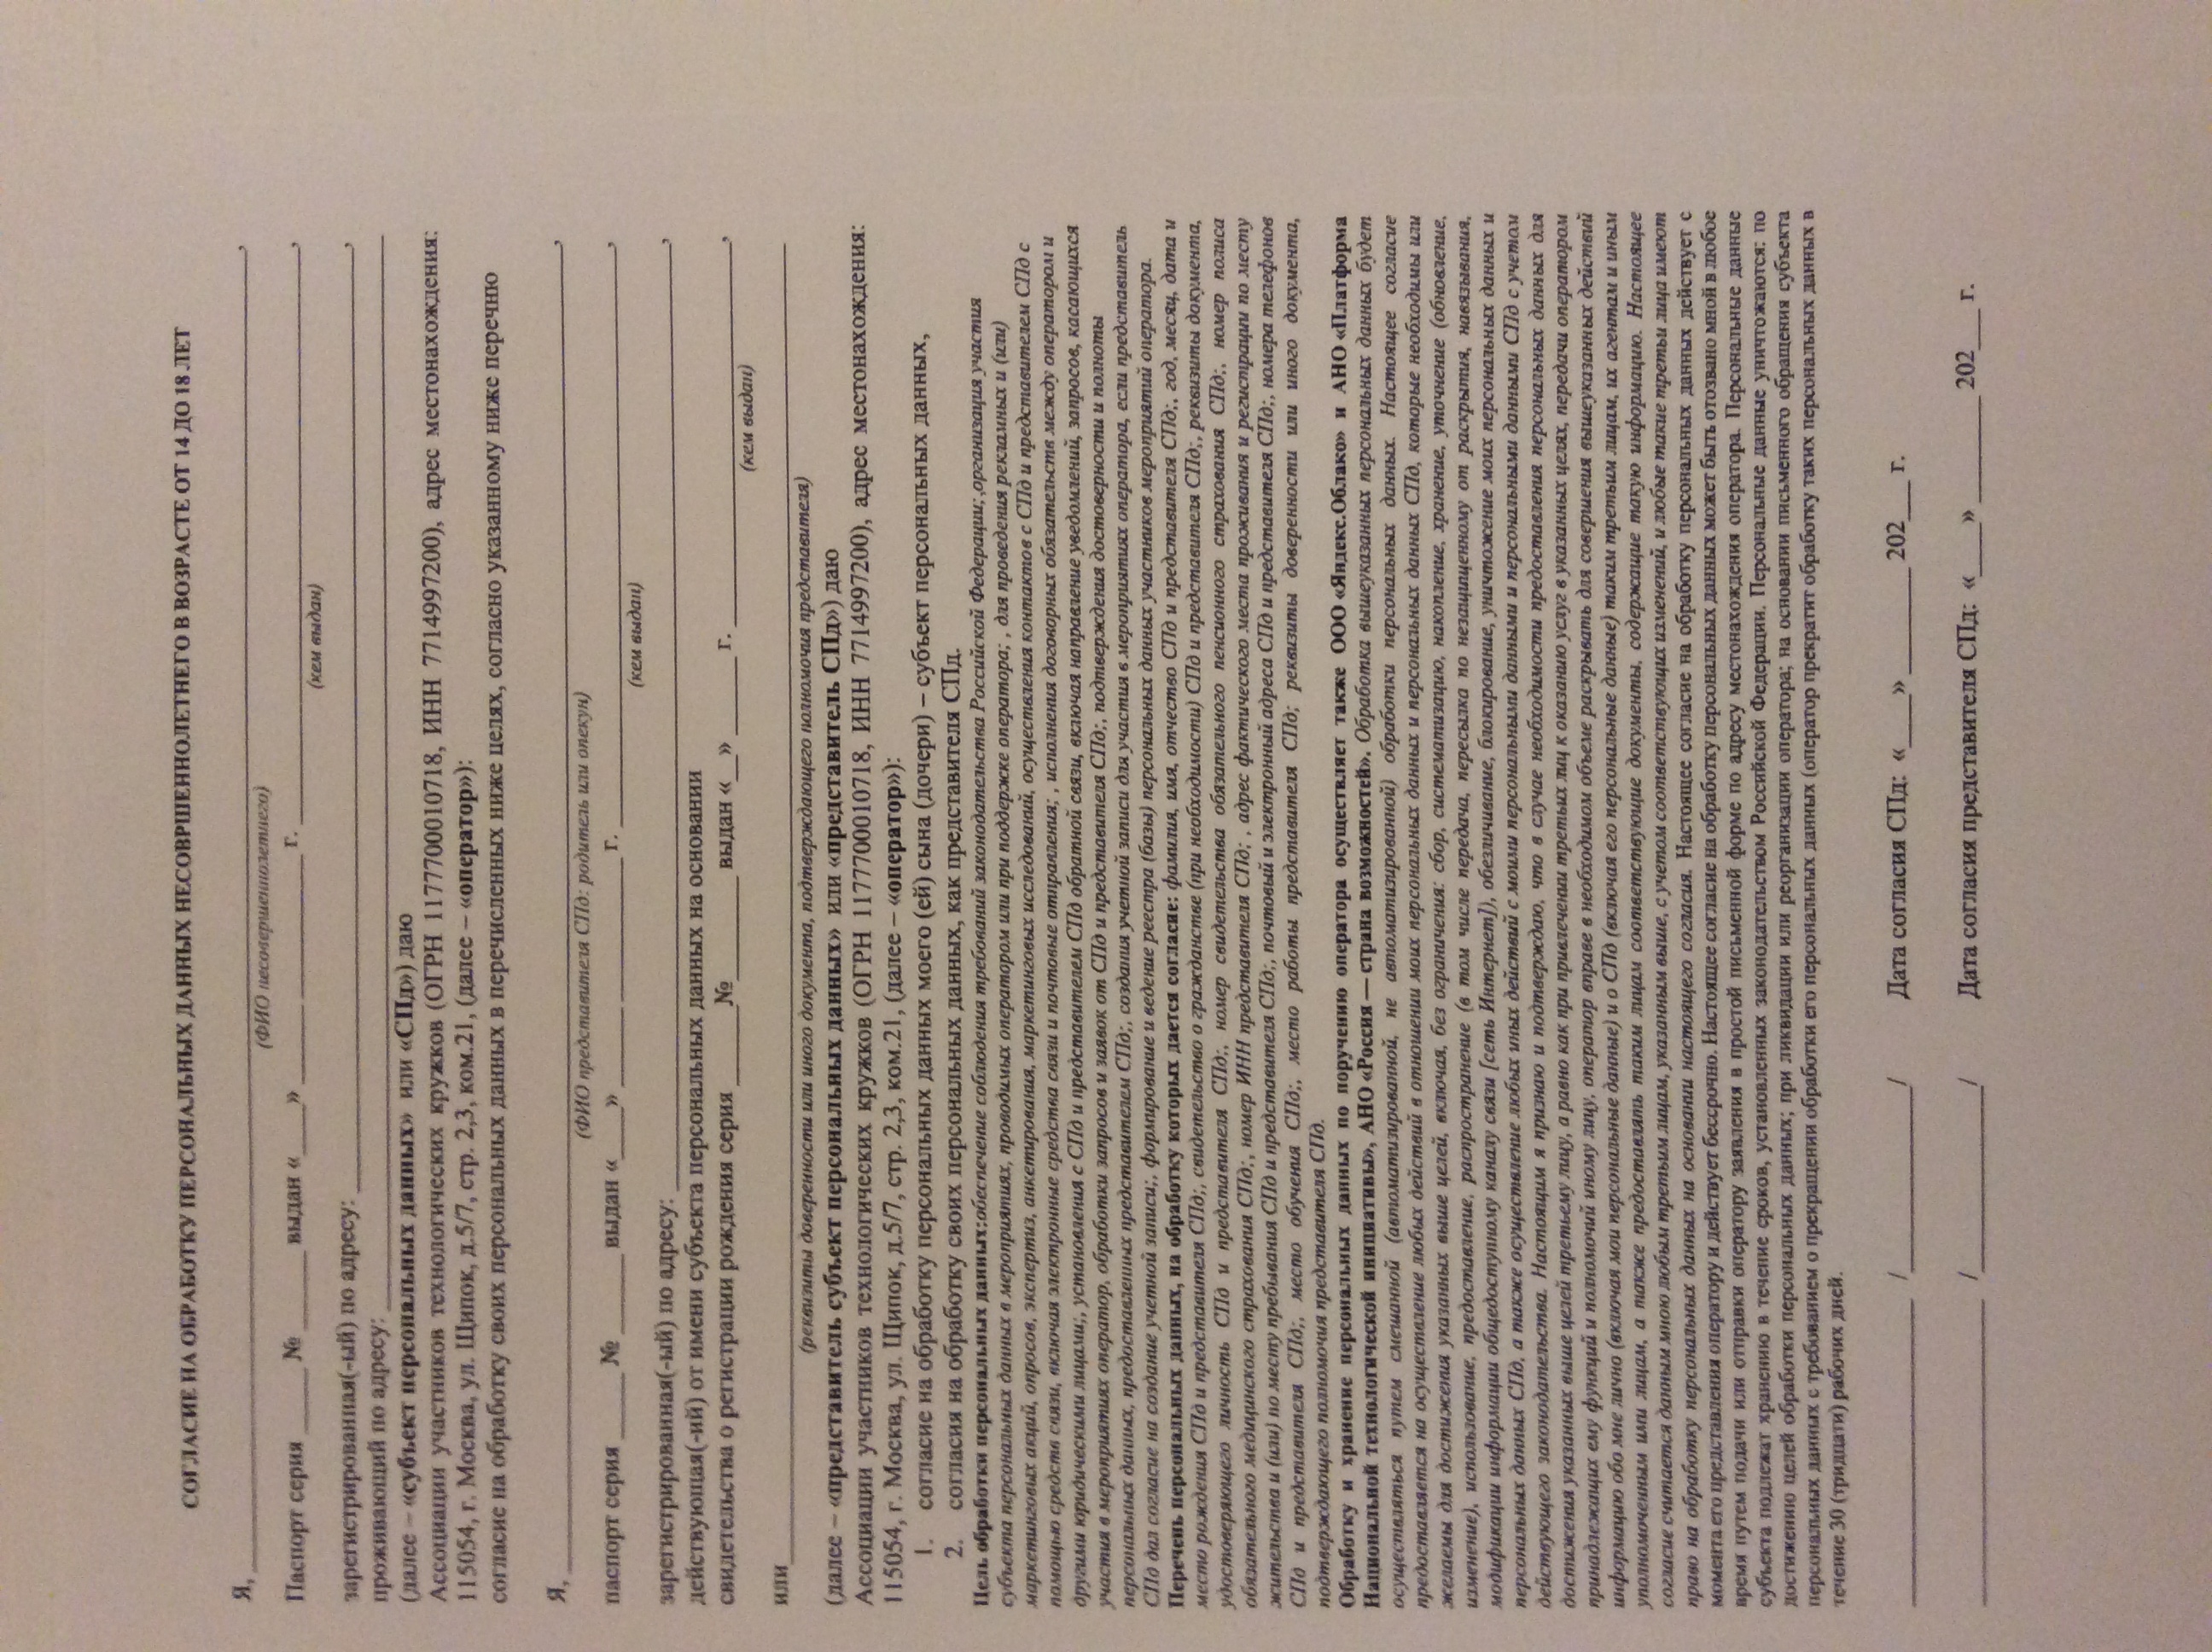 СОГЛАСИЕ НА ОБРАБОТКУ ПЕРСОНАЛЬНЫХ ДАННЫХ НЕСОВРШЕННОЛЕТНЕГО В ВОЗРАСТЕ ОТ 14 ДО 18 ЛЕТ
Я, ____________________,
(ФИО несовершеннолетнего)
Паспорт серия _____ № ______ выдан «____» ______ ___________ г. ____________________,
(кем выдан)
зарегистрированная(-ый) по адресу: ____________________,
проживающий по адресу: ____________________
(далее – «субъект персональных данных» или «СПд») даю
Ассоциации участников технологических кружков (ОГРН 1177700010718, ИНН 7714997200), адрес местонахождения:
115054, г. Москва, ул. Щипок, д.5/7, стр. 2,3, ком.21, (далее – «оператор»):
согласие на обработку своих персональных данных в перечисленных ниже целях, согласно указанному ниже перечню
Я, ____________________,
(ФИО представителя СПд: родитель или опекун)
паспорт серия _____ № ______ выдан «____» ______ ___________ г. ____________________,
(кем выдан)
зарегистрированная(-ый) по адресу: ____________________,
действующая(-ий) от имени субъекта персональных данных на основании
свидетельства о регистрации рождения серия ______№________ выдан «__» ______ г. ____________________,
(кем выдан)
или____________________
(реквизиты доверенности или иного документа, подтверждающего полномочия представителя)
(далее – «представитель субъект персональных данных» или «представитель СПд») даю
Ассоциации участников технологических кружков (ОГРН 1177700010718, ИНН 7714997200), адрес местонахождения:
115054, г. Москва, ул. Щипок, д.5/7, стр. 2,3, ком.21, (далее – «оператор»):
1. согласие на обработку персональных данных моего (ей) сына (дочери) – субъект персональных данных,
2. согласия на обработку своих персональных данных, как представителя СПд.
Цель обработки персональных данных:обеспечение соблюдения требований законодательства Российской Федерации;,организация участия
субъекта персональных данных в мероприятиях, проводимых оператором или при поддержке оператора; , для проведения рекламных и (или)
маркетинговых акций, опросов, экспертиз, анкетирования, маркетинговых исследований, осуществления контактов с СПд и представителем СПд с
помощью средств связи, включая электронные средства связи и почтовые отправления; , исполнения договорных обязательств между оператором и
другими юридическими лицами;, установления с СПд и представителем СПд обратной связи, включая направление уведомлений, запросов, касающихся
участия в мероприятиях оператор, обработки запросов и заявок от СПд и представителя СПд;, подтверждения достоверности и полноты
персональных данных, предоставленных представителем СПд;, создания учетной записи для участия в мероприятиях оператора, если представитель
СПд дал согласие на создание учетной записи;, формирование и ведение реестра (базы) персональных данных участников мероприятий оператора.
Перечень персональных данных, на обработку которых дается согласие: фамилия, имя, отчество СПд и представителя СПд;, год, месяц, дата и
место рождения СПд и представителя СПд;, свидетельство о гражданстве (при необходимости) СПд и представителя СПд;, реквизиты документа,
удостоверяющего личность СПд и представителя СПд;, номер свидетельства обязательного пенсионного страхования СПд;, номер полиса
обязательного медицинского страхования СПд;, номер ИНН представителя СПд; , адрес фактического места проживания и регистрации по месту
жительства и (или) по месту пребывания СПд и представителя СПд;, почтовый и электронный адреса СПд и представителя СПд;, номера телефонов
СПд и представителя СПд;, место обучения СПд;, место работы представителя СПд; реквизиты доверенности или иного документа,
подтверждающего полномочия представителя СПд.
Обработку и хранение персональных данных по поручению оператора осуществляет также ООО «Яндекс.Облако» и АНО «Платформа
Национальной технологической инициативы», АНО «Россия — страна возможностей». Обработка вышеуказанных персональных данных будет
осуществляться путем смешанной (автоматизированной, не автоматизированной) обработки персональных данных. Настоящее согласие
предоставляется на осуществление любых действий в отношении моих персональных данных и персональных данных СПд, которые необходимы или
желаемы для достижения указанных выше целей, включая, без ограничения: сбор, систематизацию, накопление, хранение, уточнение (обновление,
изменение), использование, предоставление, распространение (в том числе передача, пересылка по незащищенному от раскрытия, навязывания,
модификации информации общедоступному каналу связи [сеть Интернет]), обезличивание, блокирование, уничтожение моих персональных данных и
персональных данных СПд, а также осуществление любых иных действий с моими персональными данными и персональными данными СПд с учетом
действующего законодательства. Настоящим я признаю и подтверждаю, что в случае необходимости предоставления персональных данных для
достижения указанных выше целей третьему лицу, а равно как при привлечении третьих лиц к оказанию услуг в указанных целях, передачи оператором
принадлежащих ему функций и полномочий иному лицу, оператор вправе в необходимом объеме раскрывать для совершения вышеуказанных действий
информацию обо мне лично (включая мои персональные данные) и о СПд (включая его персональные данные) таким третьим лицам, их агентам и иным
уполномоченным ими лицам, а также предоставлять таким лицам соответствующие документы, содержащие такую информацию. Настоящее
согласие считается данным мною любым третьим лицам, указанным выше, с учетом соответствующих изменений, и любые такие третьи лица имеют
право на обработку персональных данных на основании настоящего согласия. Настоящее согласие на обработку персональных данных действует с
момента его представления оператору и действует бессрочно. Настоящее согласие на обработку персональных данных может быть отозвано мной в любое
время путем подачи или отправки оператору заявления в простой письменной форме по адресу местонахождения оператора. Персональные данные
субъекта подлежат хранению в течение сроков, установленных законодательством Российской Федерации. Персональные данные уничтожаются: по
достижению целей обработки персональных данных; при ликвидации или реорганизации оператора; на основании письменного обращения субъекта
персональных данных с требованием о прекращении обработки его персональных данных (оператор прекратит обработку таких персональных данных в
течение 30 (тридцати) рабочих дней.
____________________ /______________/ Дата согласия СПд: «____» ________ 202___ г.
____________________ /______________/ Дата согласия представителя СПд: «____» ________ 202___ г.